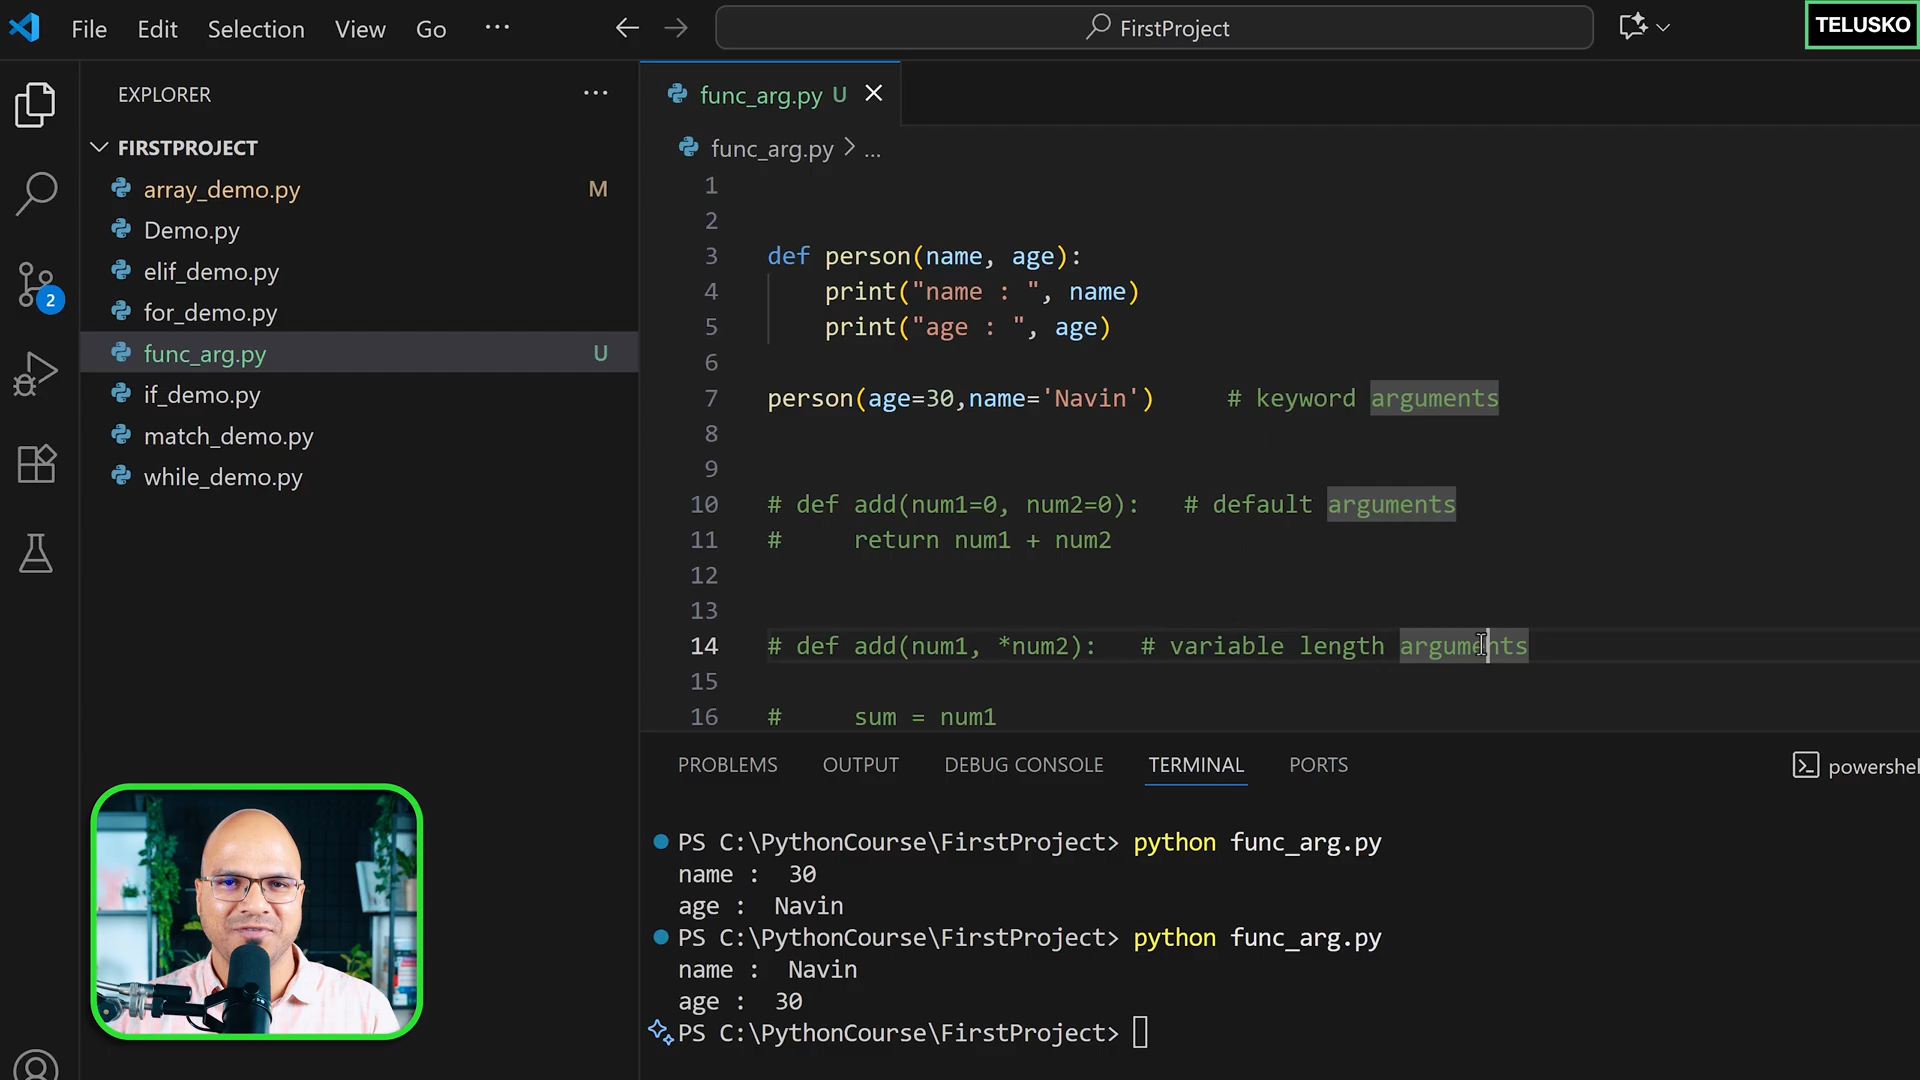 File Edit Selection View Go ··· FirstProject TELUSKO
EXPLORER ···
FIRSTPROJECT
array_demo.py M
Demo.py
elif_demo.py
for_demo.py
func_arg.py U
if_demo.py
match_demo.py
while_demo.py
2
func_arg.py U
func_arg.py > ...
1
2
3 def person(name, age):
4 print("name : ", name)
5 print("age : ", age)
6
7 person(age=30,name='Navin') # keyword arguments
8
9
10 # def add(num1=0, num2=0): # default arguments
11 # return num1 + num2
12
13
14 # def add(num1, *num2): # variable length arguments
15
16 # sum = num1
PROBLEMS OUTPUT DEBUG CONSOLE TERMINAL PORTS powershel
PS C:\PythonCourse\FirstProject> python func_arg.py
name : 30
age : Navin
PS C:\PythonCourse\FirstProject> python func_arg.py
name : Navin
age : 30
PS C:\PythonCourse\FirstProject>